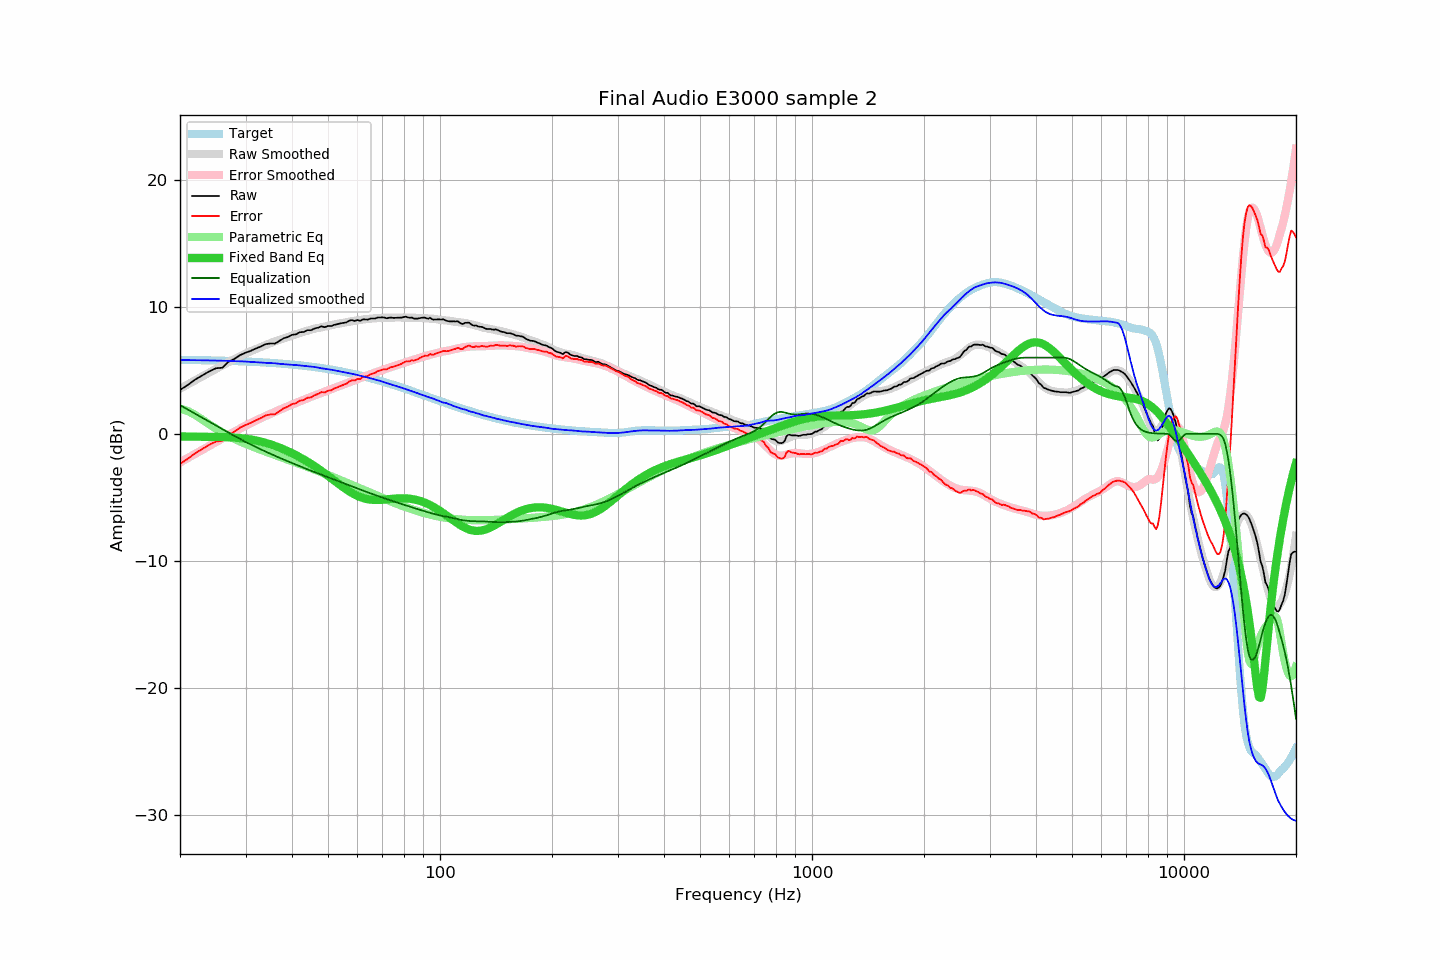 Final Audio E3000 sample 2
Target
Raw Smoothed
Error Smoothed
Raw
Error
Parametric Eq
Fixed Band Eq
Equalization
Equalized smoothed
20
10
0
−10
−20
−30
Amplitude (dBr)
100
1000
10000
Frequency (Hz)